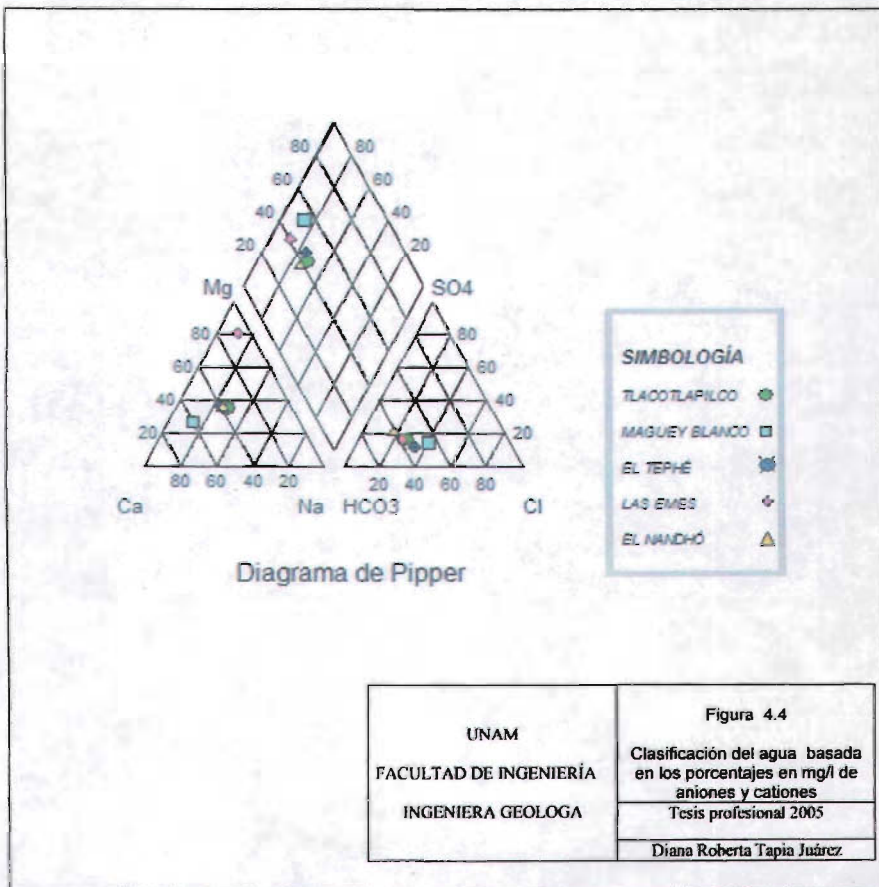 80 80
60 60
40 40
20 20
Mg SO4
80 80
60 60
40 40
20 20
80 60 40 20 20 40 60 80
Ca Na HCO3 Cl
Diagrama de Pipper
SIMBOLOGÍA
TLACOTLAPILCO
MAGUEY BLANCO
EL TEPHÉ
LAS EMES
EL NANDHÓ
UNAM
FACULTAD DE INGENIERÍA
INGENIERA GEOLOGA
Figura 4.4
Clasificación del agua basada
en los porcentajes en mg/l de
aniones y cationes
Tesis profesional 2005
Diana Roberta Tapia Juárez